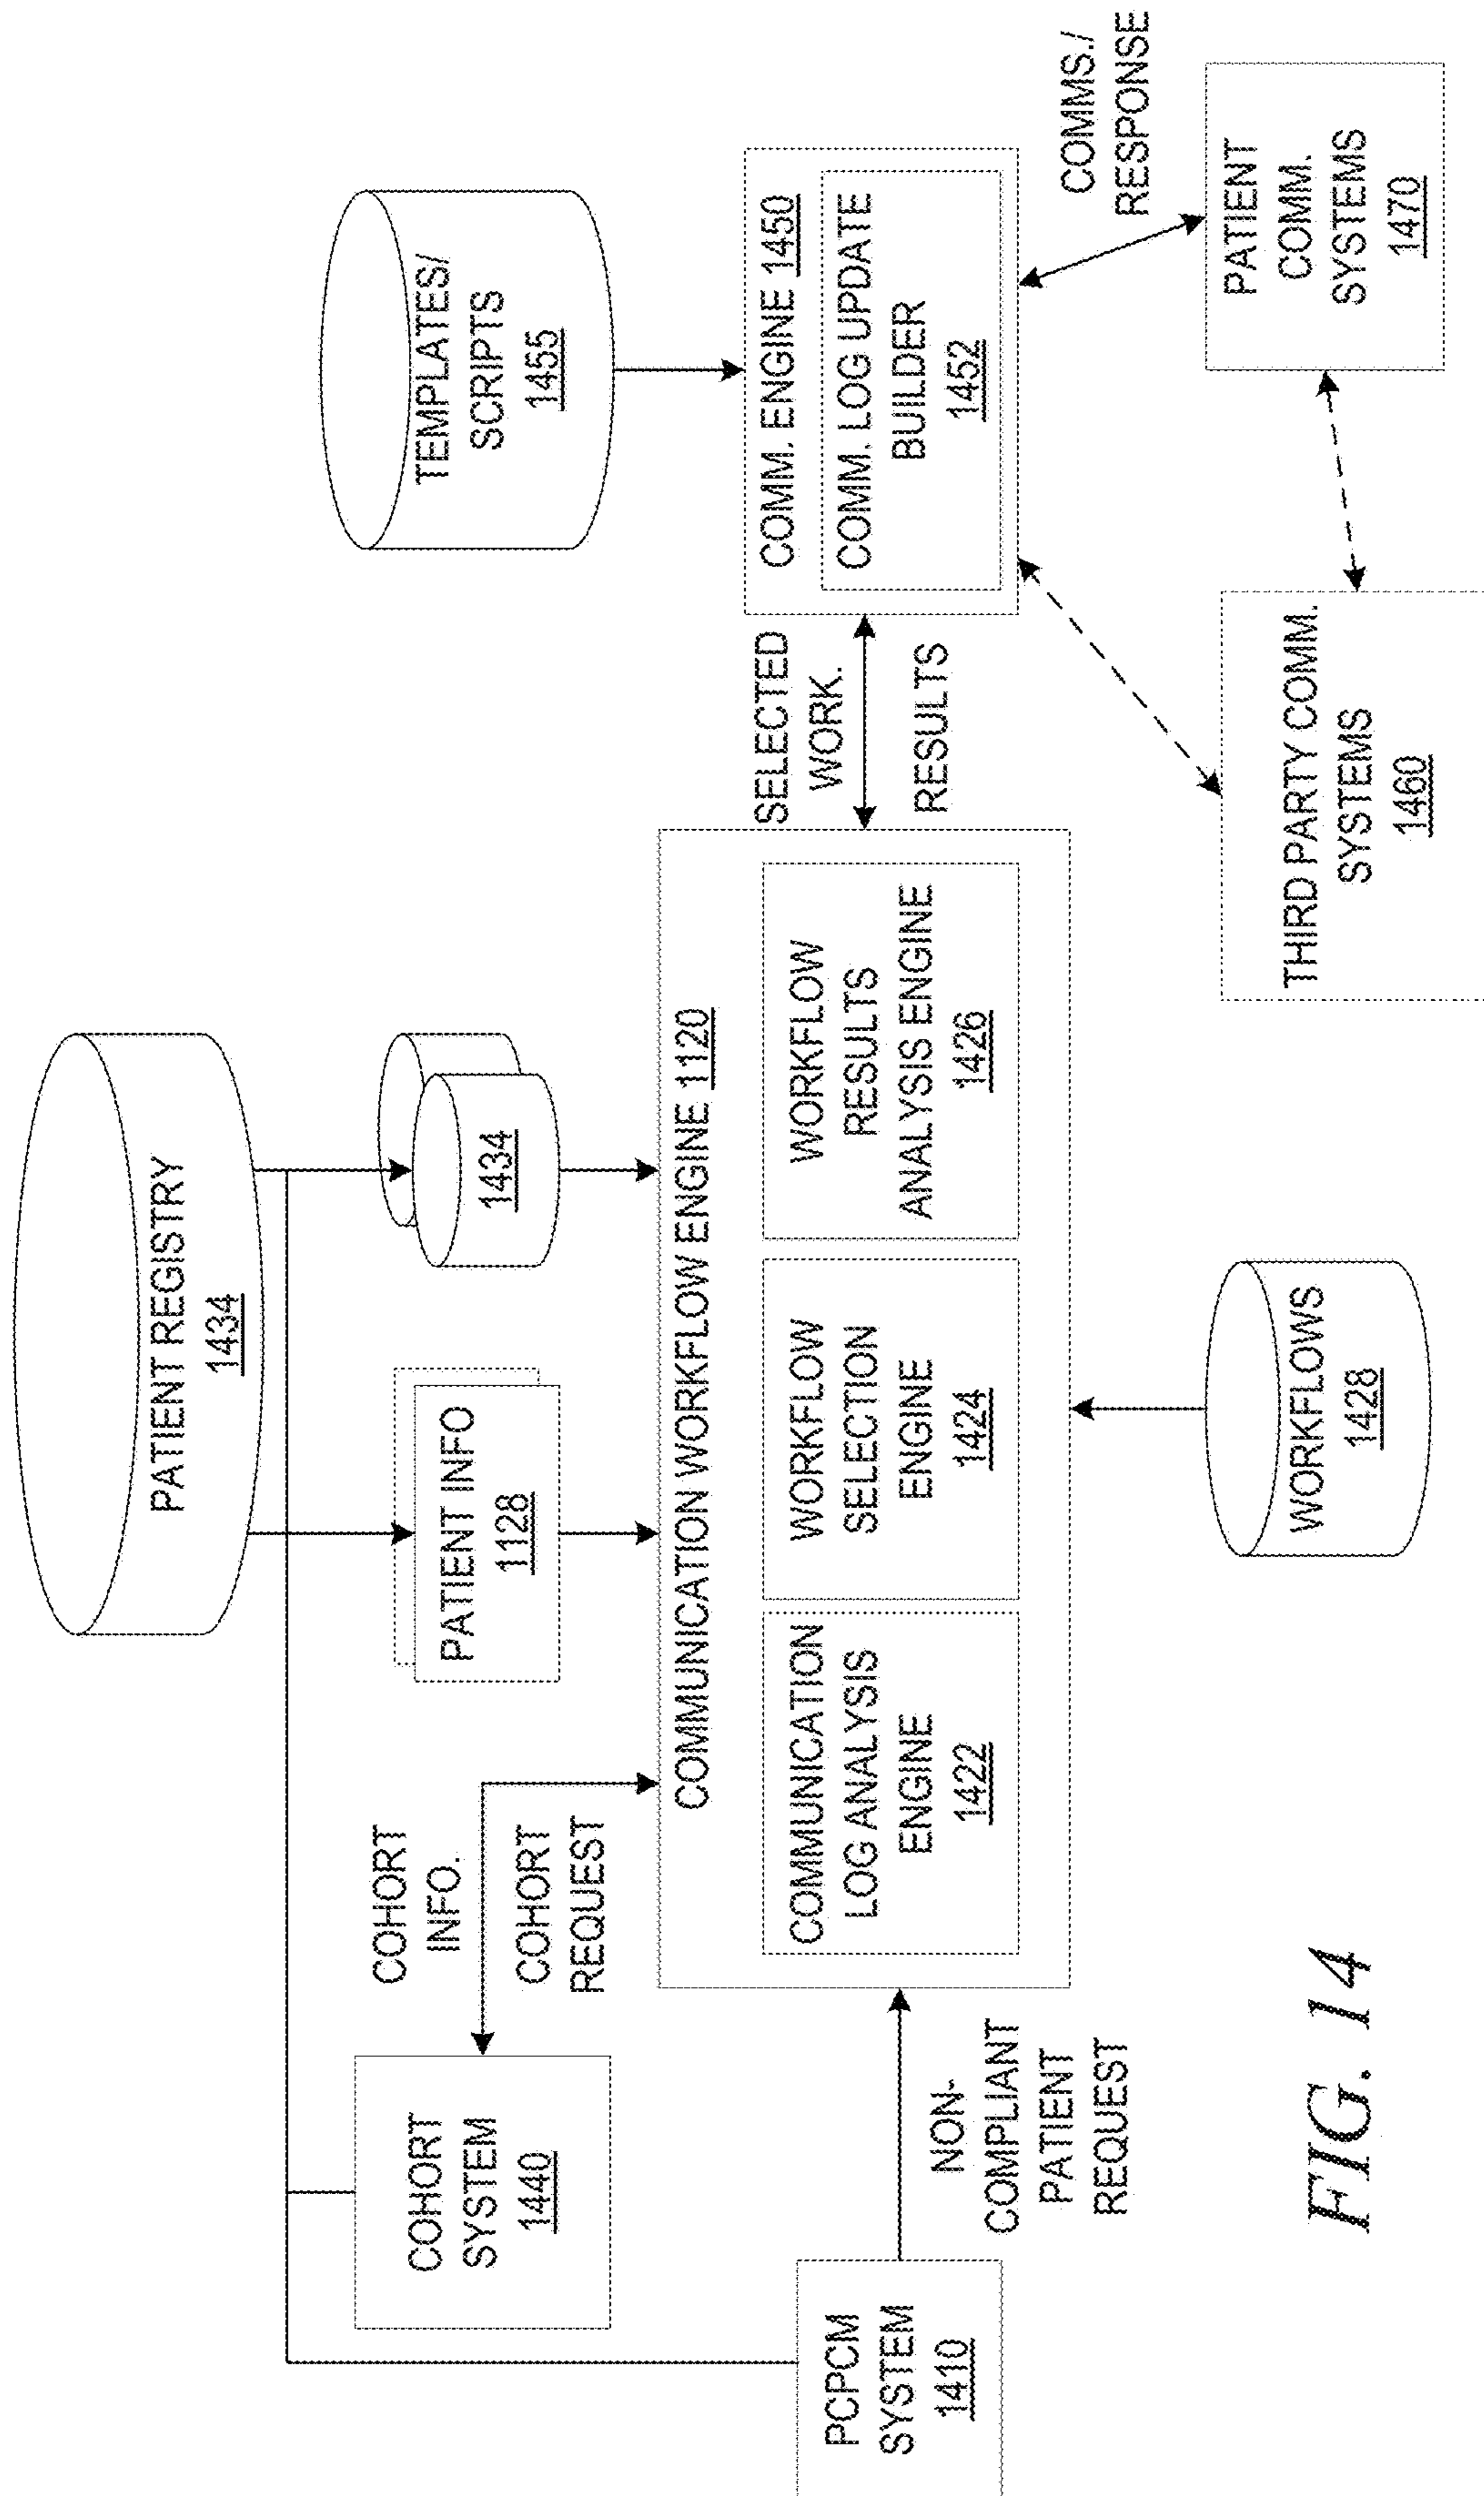 PATIENT REGISTRY
1434
COHORT
SYSTEM
1440
COHORT
INFO.
COHORT
REQUEST
PATIENT INFO
1128
1434
TEMPLATES/
SCRIPTS
1455
PCPCM
SYSTEM
1410
NON-
COMPLIANT
PATIENT
REQUEST
COMMUNICATION WORKFLOW ENGINE 1120
COMMUNICATION
LOG ANALYSIS
ENGINE
1422
WORKFLOW
SELECTION
ENGINE
1424
WORKFLOW
RESULTS
ANALYSIS ENGINE
1426
SELECTED
WORK.
RESULTS
COMM. ENGINE 1450
COMM. LOG UPDATE
BUILDER
1452
COMMS./
RESPONSE
WORKFLOWS
1428
THIRD PARTY COMM.
SYSTEMS
1460
PATIENT
COMM.
SYSTEMS
1470
FIG. 14